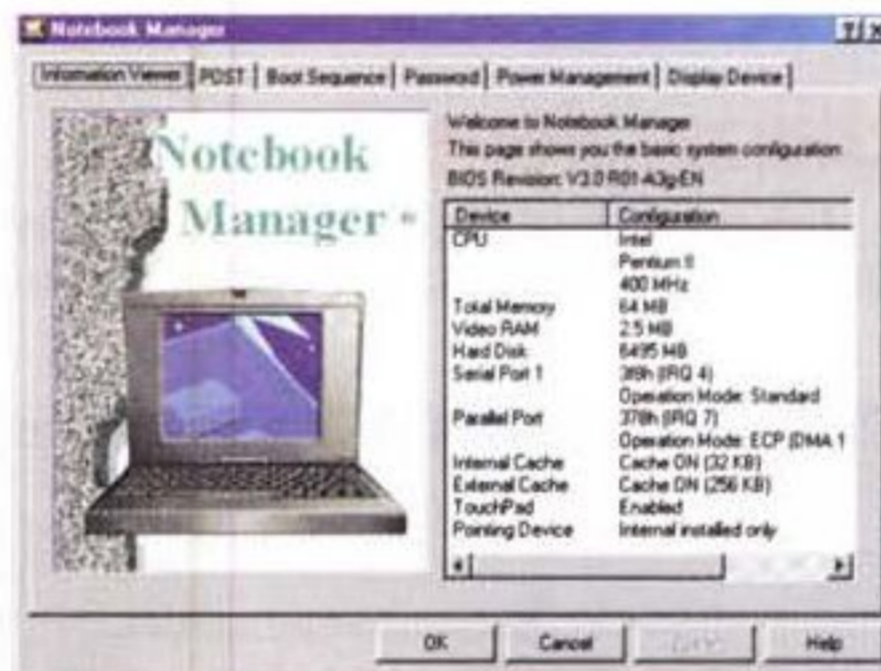 Notebook Manager
Information Viewer POST Boot Sequence Password Power Management Display Device
Notebook
Manager
Welcome to Notebook Manager
This page shows you the basic system configuration
BIOS Revision: V3.0 R01-A3g-EN
Device Configuration
CPU Intel
Pentium II
400 MHz
Total Memory 64 MB
Video RAM 2.5 MB
Hard Disk 6495 MB
Serial Port 1 3f8h (IRQ 4)
Operation Mode: Standard
Parallel Port 378h (IRQ 7)
Operation Mode: ECP (DMA 1
Internal Cache Cache ON (32 KB)
External Cache Cache ON (256 KB)
TouchPad Enabled
Pointing Device Internal installed only
OK Cancel Help